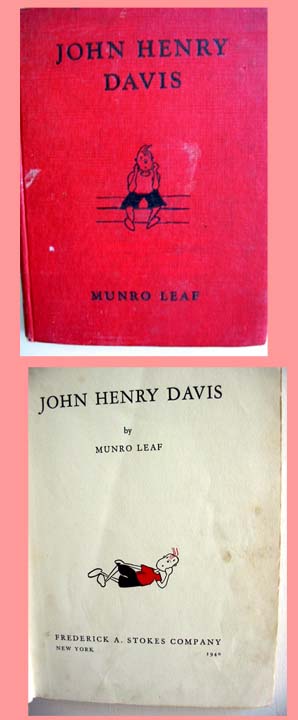 JOHN HENRY
DAVIS
MUNRO LEAF
JOHN HENRY DAVIS
by
MUNRO LEAF
FREDERICK A. STOKES COMPANY
NEW YORK 1940